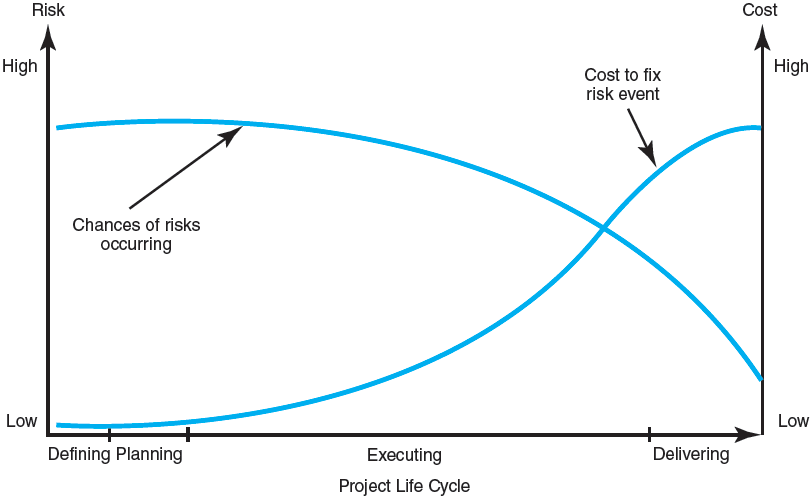 Risk
Cost
High
High
Cost to fix
risk event
Chances of risks
occurring
Low
Low
Defining Planning
Executing
Delivering
Project Life Cycle